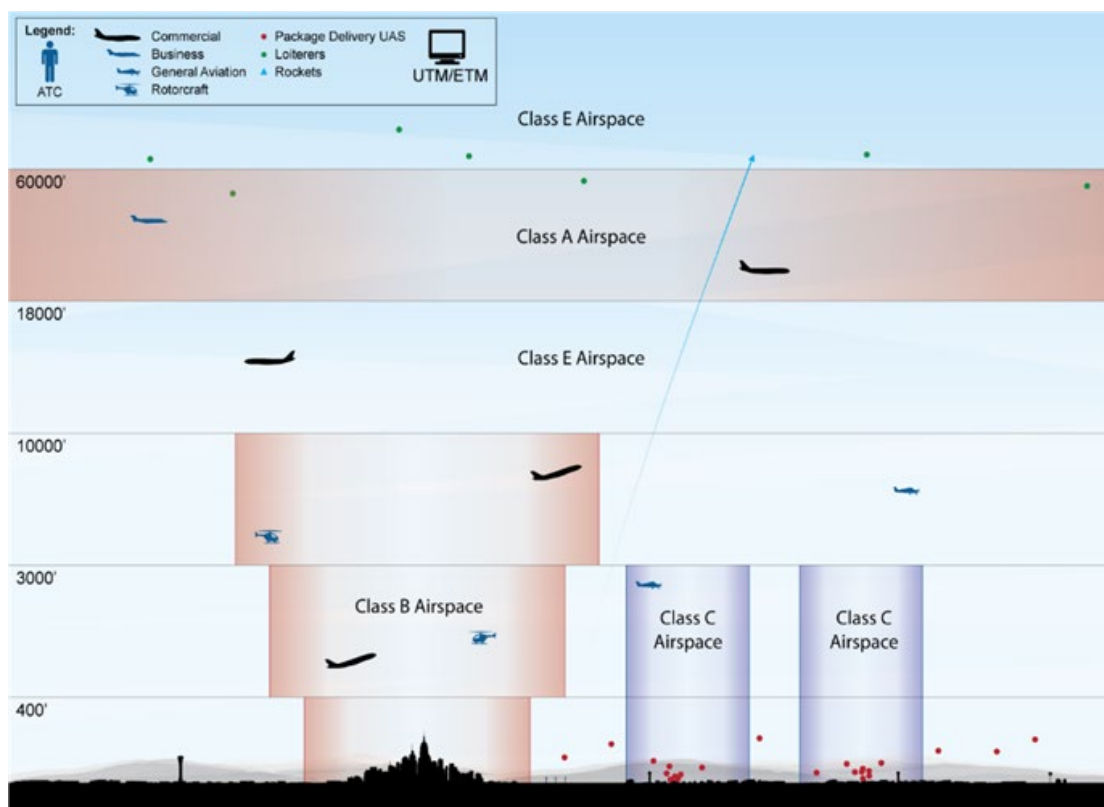 Legend:
ATC
Commercial
Business
General Aviation
Rotorcraft
Package Delivery UAS
Loiterers
Rockets
UTM/ETM
Class E Airspace
60000'
Class A Airspace
18000'
Class E Airspace
10000'
3000'
Class B Airspace
Class C
Airspace
Class C
Airspace
400'